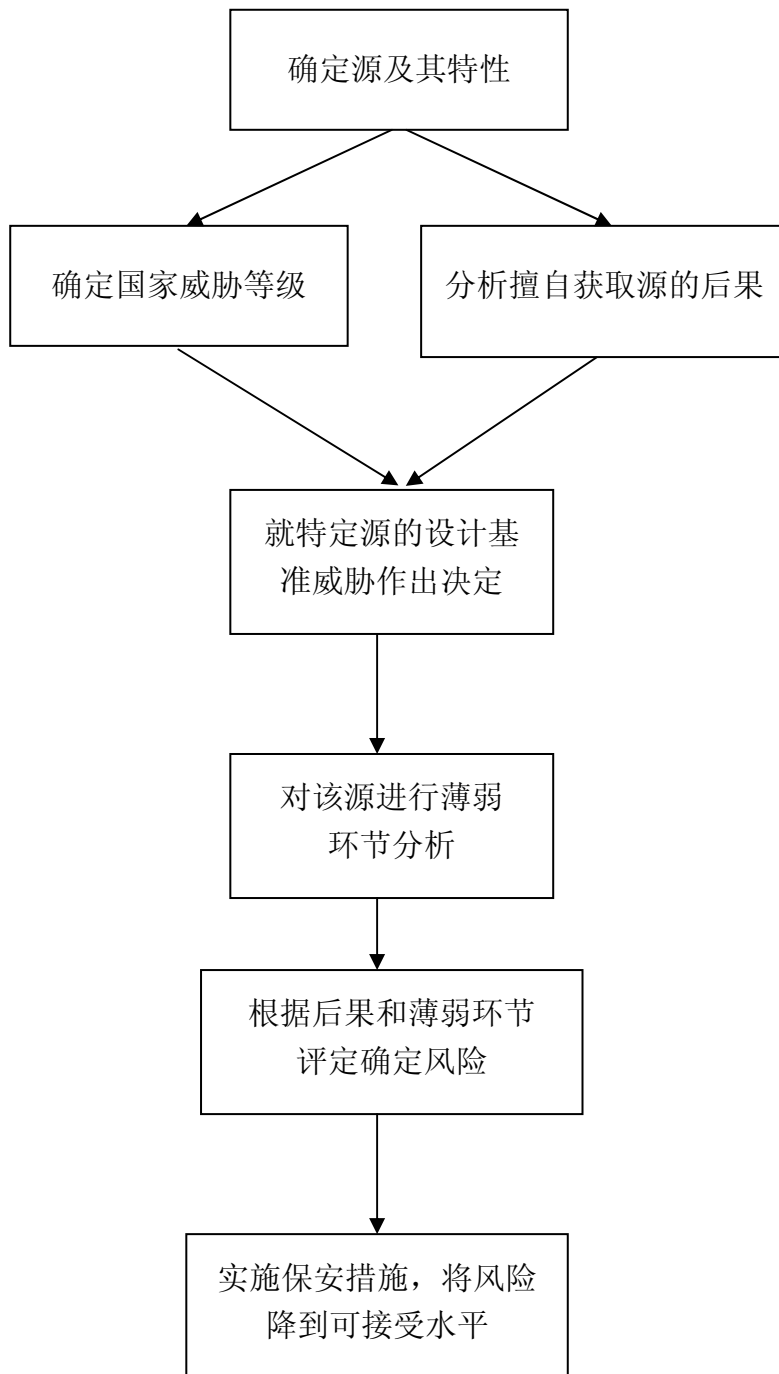 确定源及其特性
确定国家威胁等级
分析擅自获取源的后果
就特定源的设计基
准威胁作出决定
对该源进行薄弱
环节分析
根据后果和薄弱环节
评定确定风险
实施保安措施，将风险
降到可接受水平